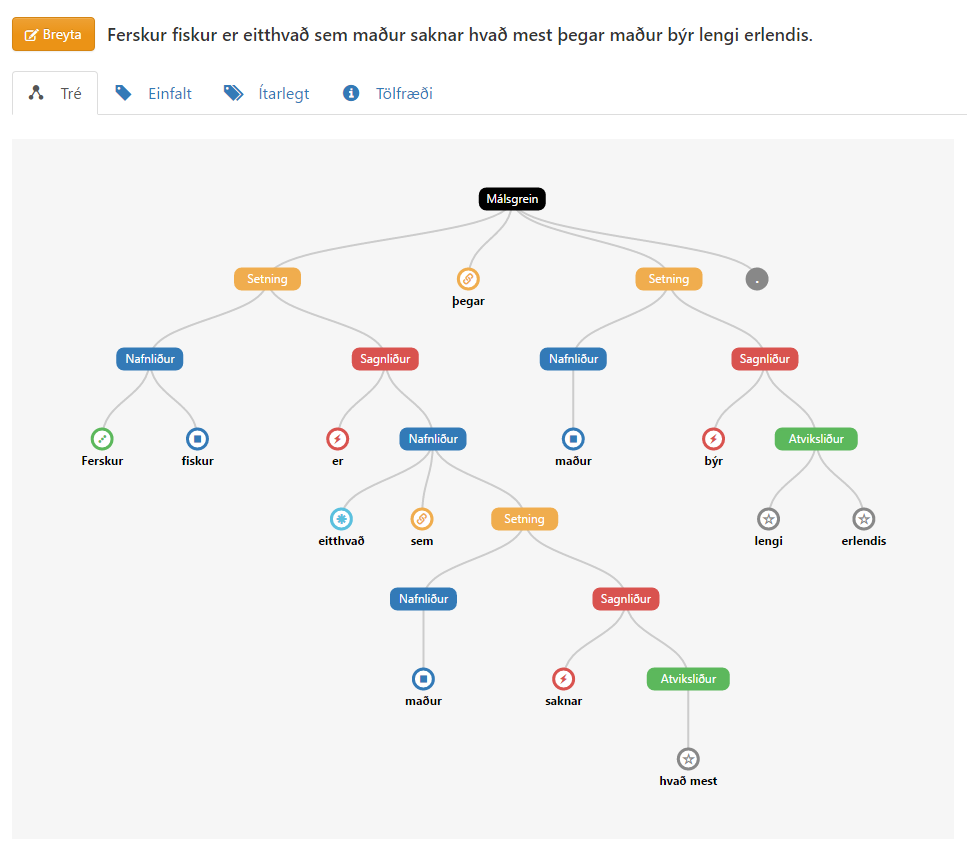 Breyta Ferskur fiskur er eitthvað sem maður saknar hvað mest þegar maður býr lengi erlendis.
Tré Einfalt Ítarlegt Tölfræði
Málsgrein
Setning þegar Setning .
Nafnliður Sagnliður Nafnliður Sagnliður
Ferskur fiskur er Nafnliður maður býr Atviksliður
eitthvað sem Setning lengi erlendis
Nafnliður Sagnliður
maður saknar Atviksliður
hvað mest